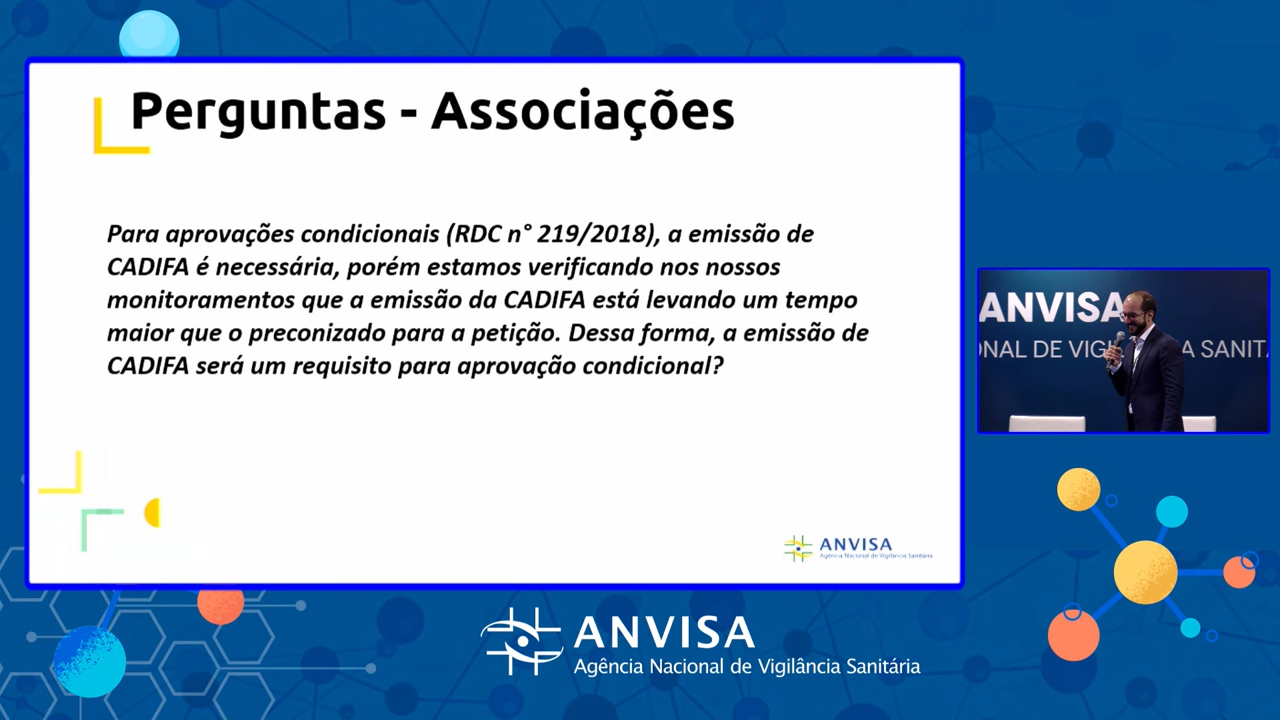 Perguntas - Associações
Para aprovações condicionais (RDC n° 219/2018), a emissão de
CADIFA é necessária, porém estamos verificando nos nossos
monitoramentos que a emissão da CADIFA está levando um tempo
maior que o preconizado para a petição. Dessa forma, a emissão de
CADIFA será um requisito para aprovação condicional?
ANVISA
Agência Nacional de Vigilância Sanitária
ANVISA
ONAL DE VIGI A SANITA
ANVISA
Agência Nacional de Vigilância Sanitária